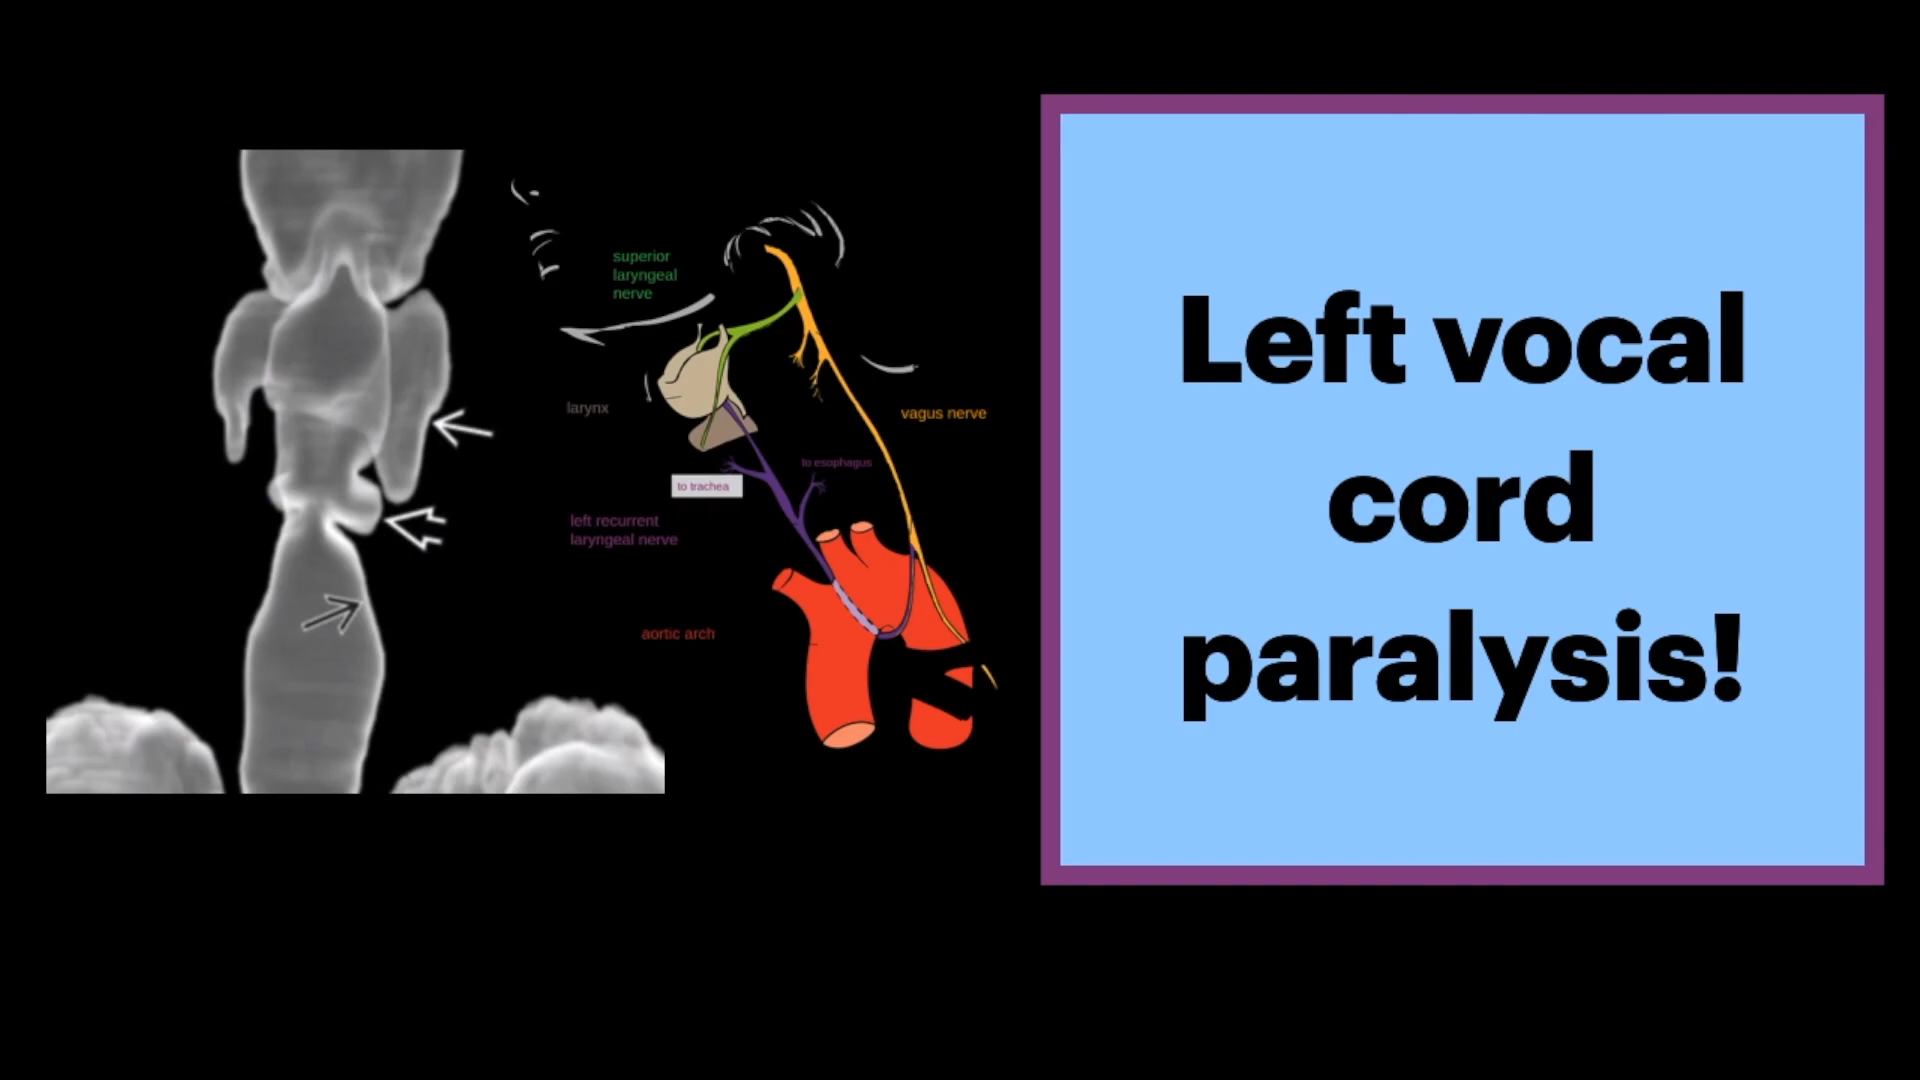 superior
laryngeal
nerve
larynx
vagus nerve
to esophagus
to trachea
left recurrent
laryngeal nerve
aortic arch
Left vocal
cord
paralysis!